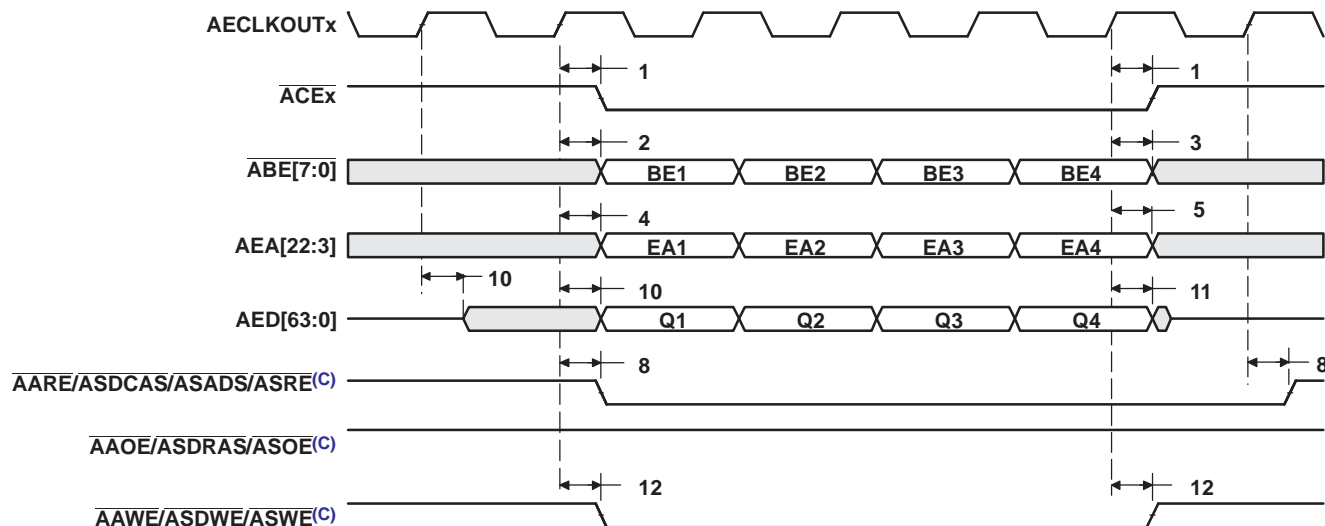 AECLKOUTx
1 1
ACEx
2 3
ABE[7:0] BE1 BE2 BE3 BE4
4 5
AEA[22:3] EA1 EA2 EA3 EA4
10 10 11
AED[63:0] Q1 Q2 Q3 Q4
8 8
AARE/ASDCAS/ASADS/ASRE(C)
AAOE/ASDRAS/ASOE(C)
12 12
AAWE/ASDWE/ASWE(C)